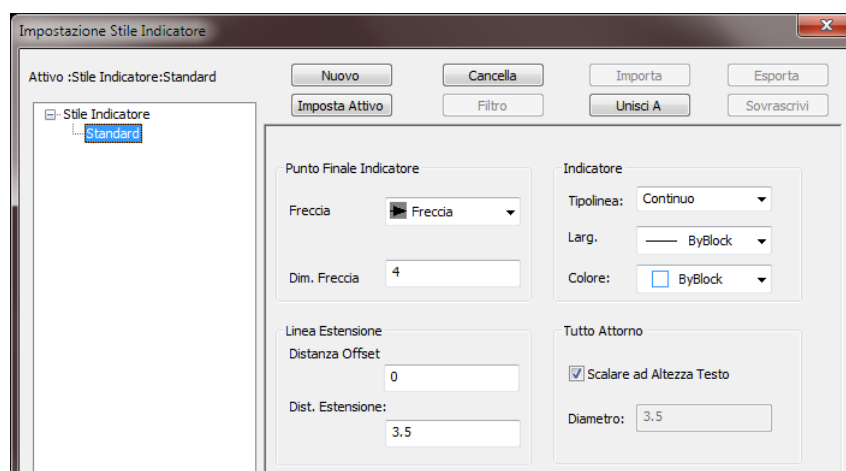 Impostazione Stile Indicatore
x
Attivo :Stile Indicatore:Standard
Nuovo
Cancella
Importa
Esporta
Imposta Attivo
Filtro
Unisci A
Sovrascrivi
Stile Indicatore
Standard
Punto Finale Indicatore
Freccia
Freccia
Dim. Freccia
4
Indicatore
Tipolinea:
Continuo
Larg.
ByBlock
Colore:
ByBlock
Linea Estensione
Distanza Offset
0
Dist. Estensione:
3.5
Tutto Attorno
Scalare ad Altezza Testo
Diametro:
3.5